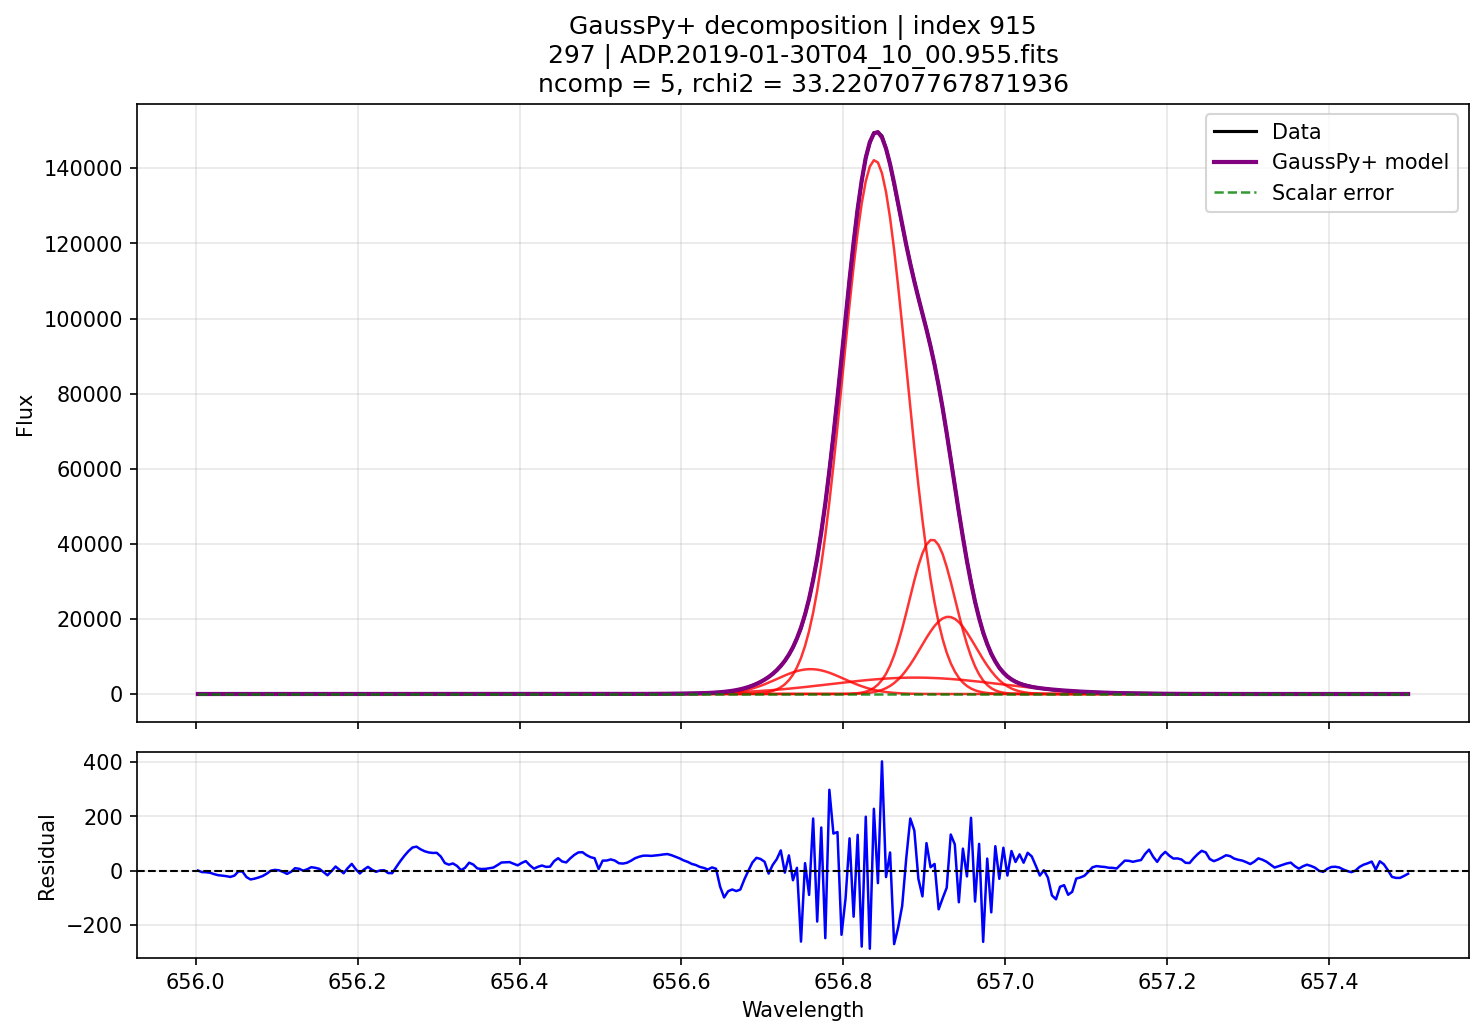 GaussPy+ decomposition | index 915
297 | ADP.2019-01-30T04_10_00.955.fits
ncomp = 5, rchi2 = 33.220707767871936
Data
GaussPy+ model
Scalar error
Flux
140000
120000
100000
80000
60000
40000
20000
0
Residual
400
200
0
−200
656.0
656.2
656.4
656.6
656.8
657.0
657.2
657.4
Wavelength